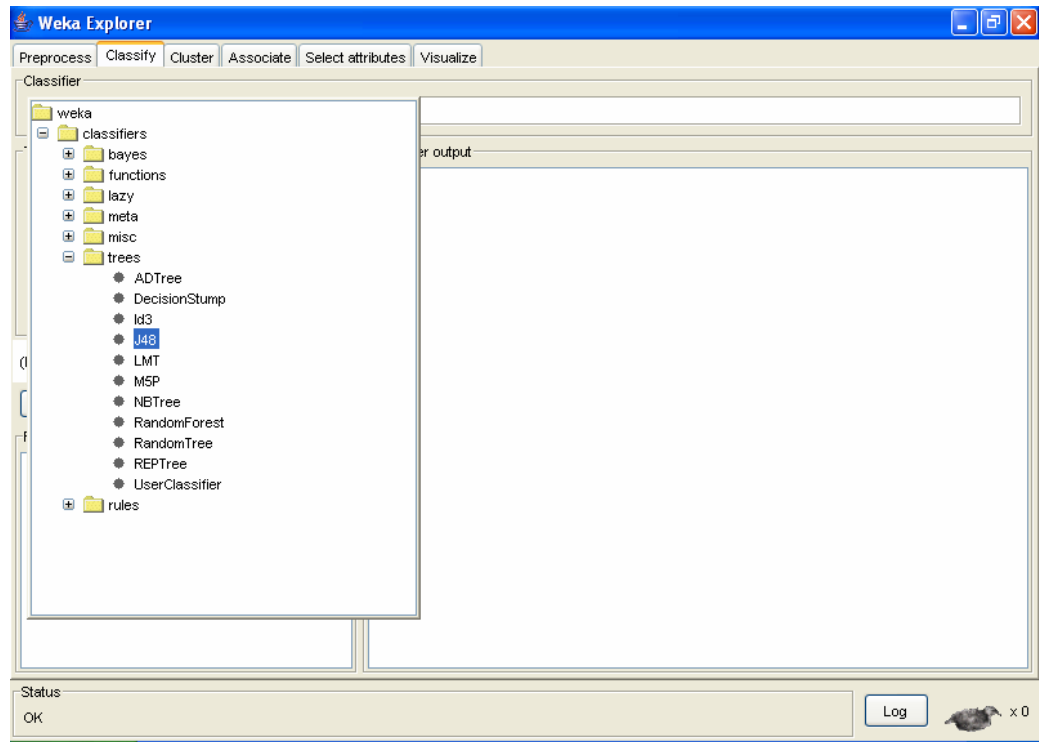 Weka Explorer
Preprocess Classify Cluster Associate Select attributes Visualize
Classifier
weka
classifiers
er output
bayes
functions
lazy
meta
misc
trees
ADTree
DecisionStump
Id3
J48
LMT
M5P
NBTree
RandomForest
RandomTree
REPTree
UserClassifier
rules
Status
OK
Log
x 0